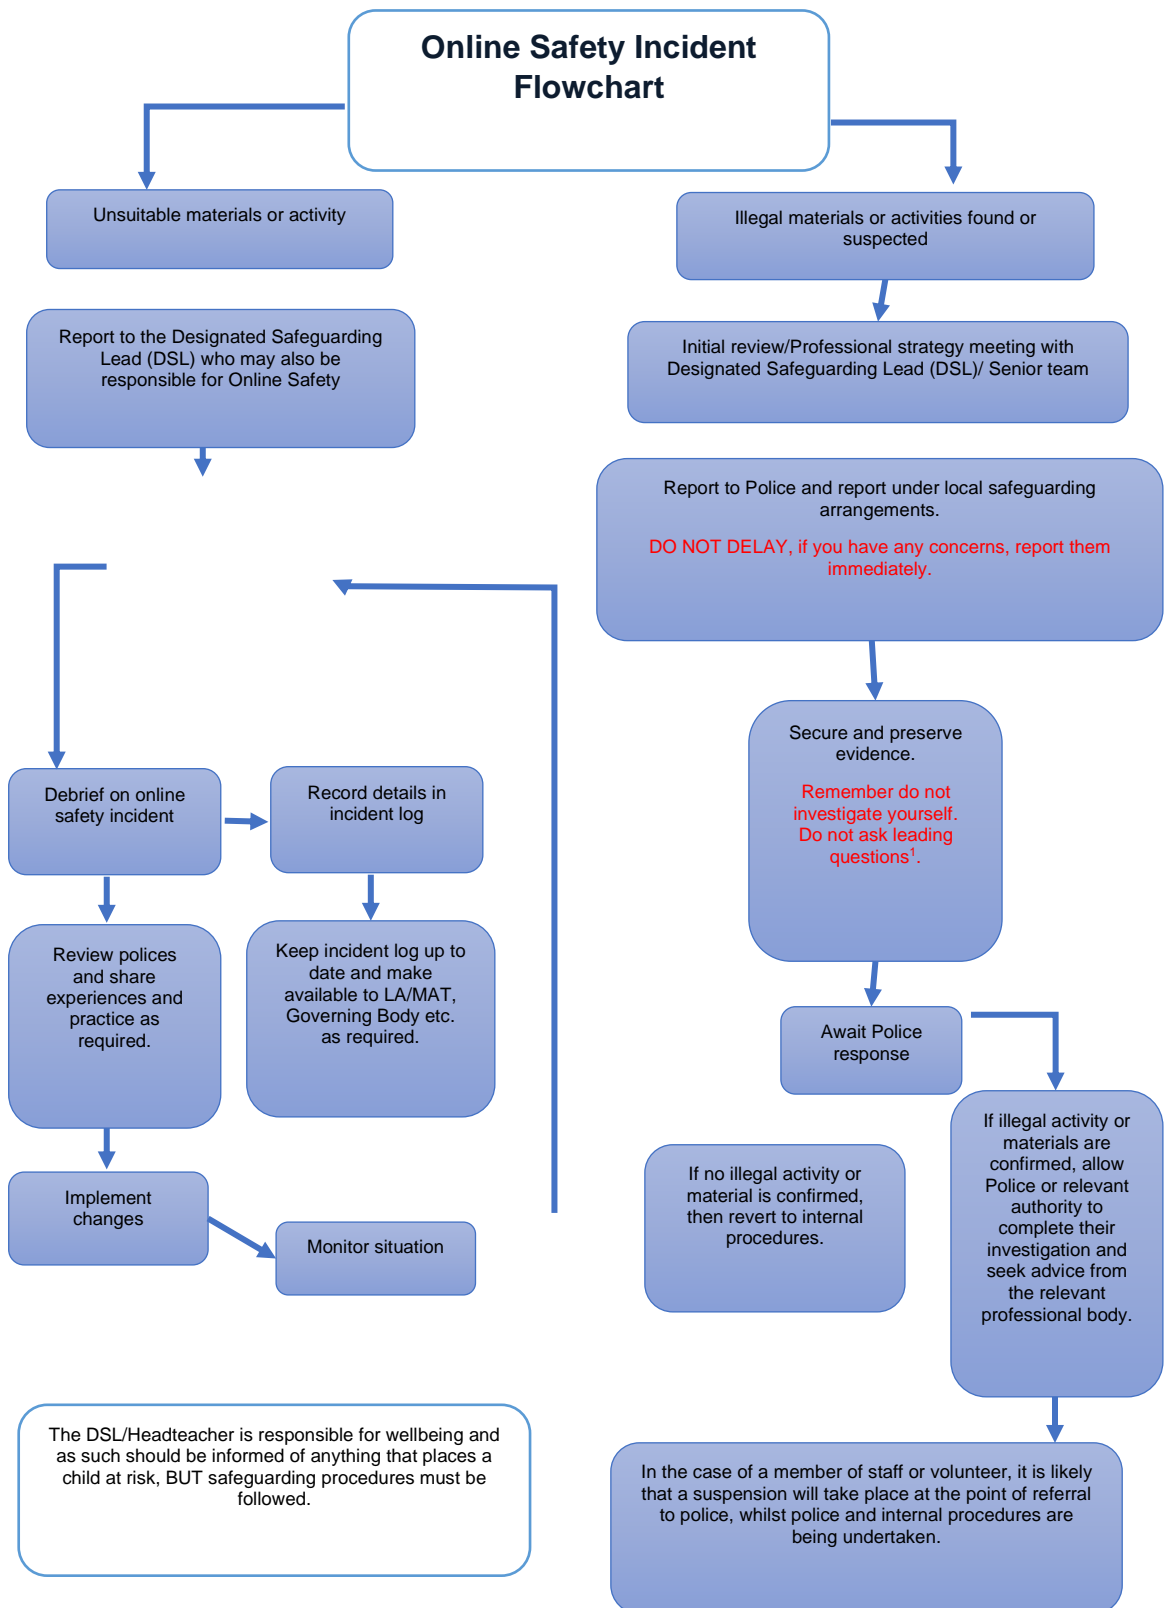 Online Safety Incident
Flowchart
Unsuitable materials or activity
Report to the Designated Safeguarding
Lead (DSL) who may also be
responsible for Online Safety
Debrief on online
safety incident
Record details in
incident log
Review polices
and share
experiences and
practice as
required.
Keep incident log up to
date and make
available to LA/MAT,
Governing Body etc.
as required.
Implement
changes
Monitor situation
The DSL/Headteacher is responsible for wellbeing and
as such should be informed of anything that places a
child at risk, BUT safeguarding procedures must be
followed.
Illegal materials or activities found or
suspected
Initial review/Professional strategy meeting with
Designated Safeguarding Lead (DSL)/ Senior team
Report to Police and report under local safeguarding
arrangements.
DO NOT DELAY, if you have any concerns, report them
immediately.
Secure and preserve
evidence.
Remember do not
investigate yourself.
Do not ask leading
questions¹.
Await Police
response
If no illegal activity or
material is confirmed,
then revert to internal
procedures.
If illegal activity or
materials are
confirmed, allow
Police or relevant
authority to
complete their
investigation and
seek advice from
the relevant
professional body.
In the case of a member of staff or volunteer, it is likely
that a suspension will take place at the point of referral
to police, whilst police and internal procedures are
being undertaken.